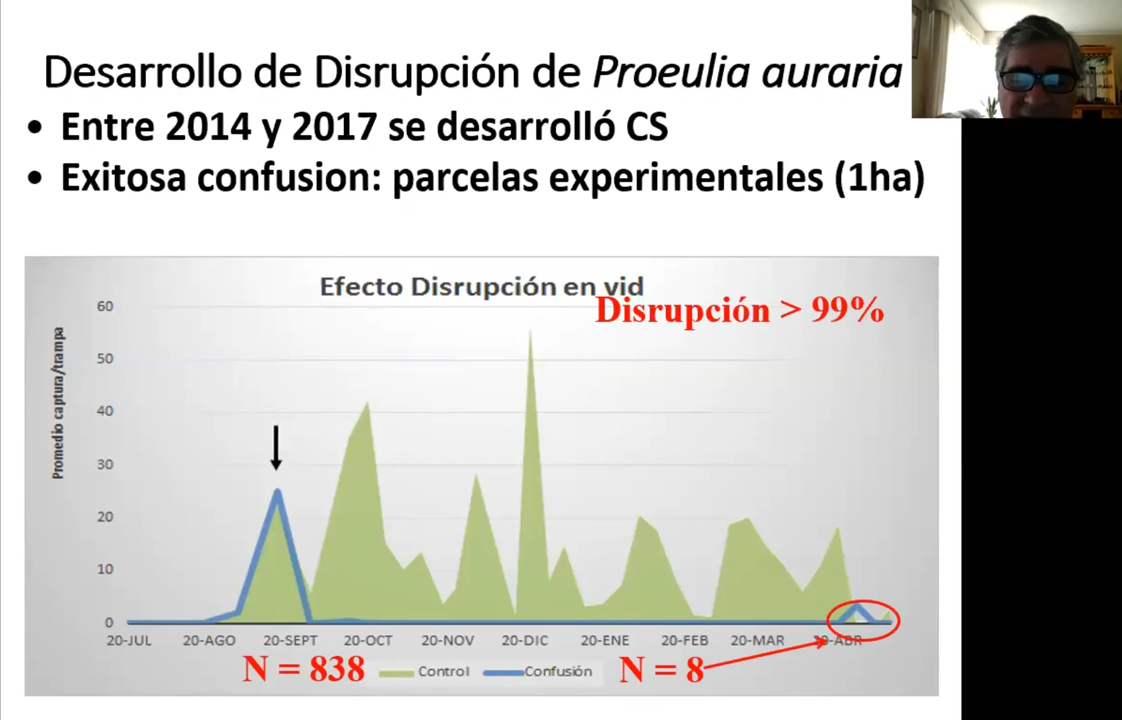 Desarrollo de Disrupción de Proeulia auraria
• Entre 2014 y 2017 se desarrolló CS
• Exitosa confusion: parcelas experimentales (1ha)
Efecto Disrupción en vid
Disrupción > 99%
Promedio captura/trampa
60
50
40
30
20
10
0
20-JUL 20-AGO 20-SEPT 20-OCT 20-NOV 20-DIC 20-ENE 20-FEB 20-MAR 20-ABR
N = 838 Control Confusión N = 8